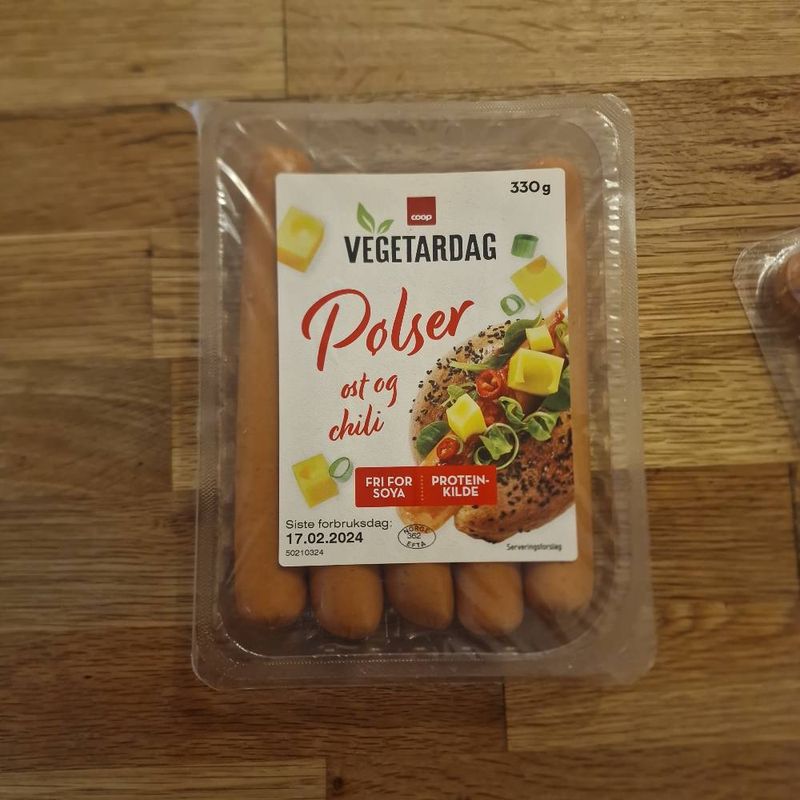 330g
coop
VEGETARDAG
Pølser
ost og
chili
FRI FOR
SOYA
PROTEIN-
KILDE
Siste forbruksdag:
17.02.2024
50210324
NORGE
362
EFTA
Serveringsforslag